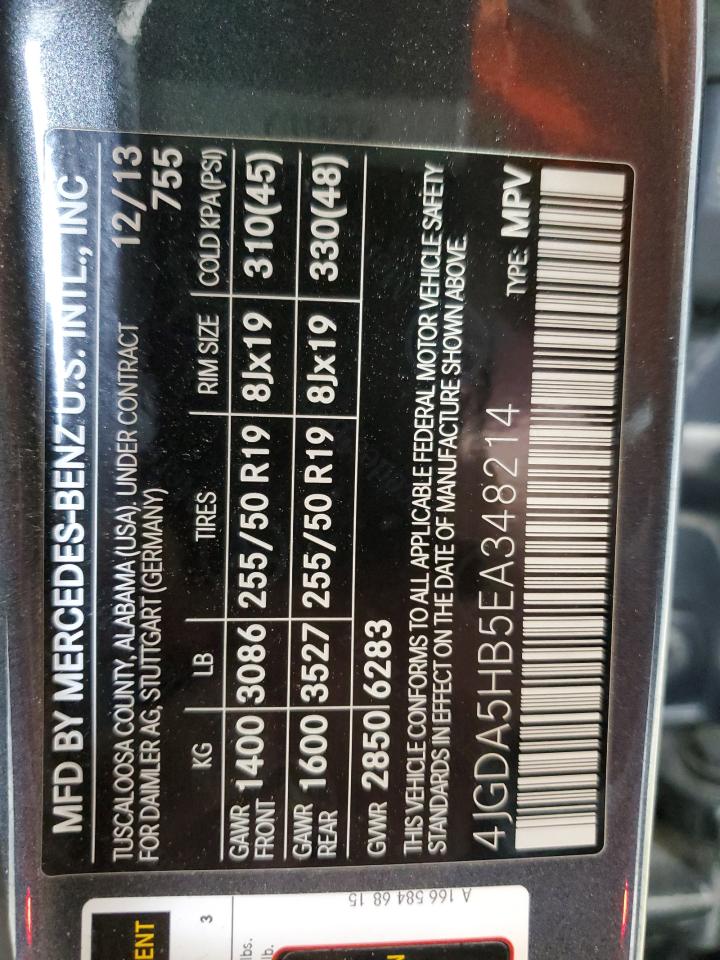 MFD BY MERCEDES-BENZ U.S. INTL., INC
TUSCALOOSA COUNTY, ALABAMA (USA), UNDER CONTRACT 12/13
FOR DAIMLER AG, STUTTGART (GERMANY) 755
KG LB TIRES RIM SIZE COLD KPA (PSI)
GAWR FRONT 1400 3086 255/50 R19 8Jx19 310(45)
GAWR REAR 1600 3527 255/50 R19 8Jx19 330(48)
GVWR 2850 6283
THIS VEHICLE CONFORMS TO ALL APPLICABLE FEDERAL MOTOR VEHICLE SAFETY
STANDARDS IN EFFECT ON THE DATE OF MANUFACTURE SHOWN ABOVE.
4JGDA5HB5EA348214 TYPE: MPV
A 166 584 68 15
ENT
3
lbs.
lb.
N